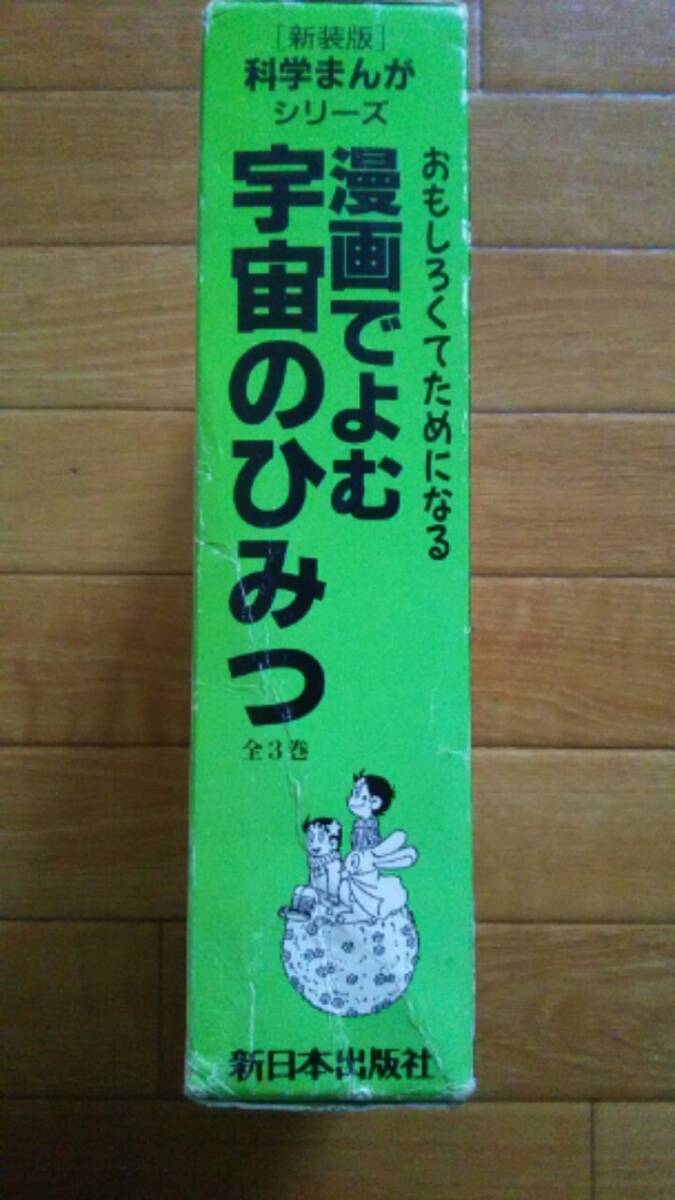 [新装版]
科学まんが
シリーズ
おもしろくてためになる
漫画でよむ
宇宙のひみつ
全3巻
新日本出版社